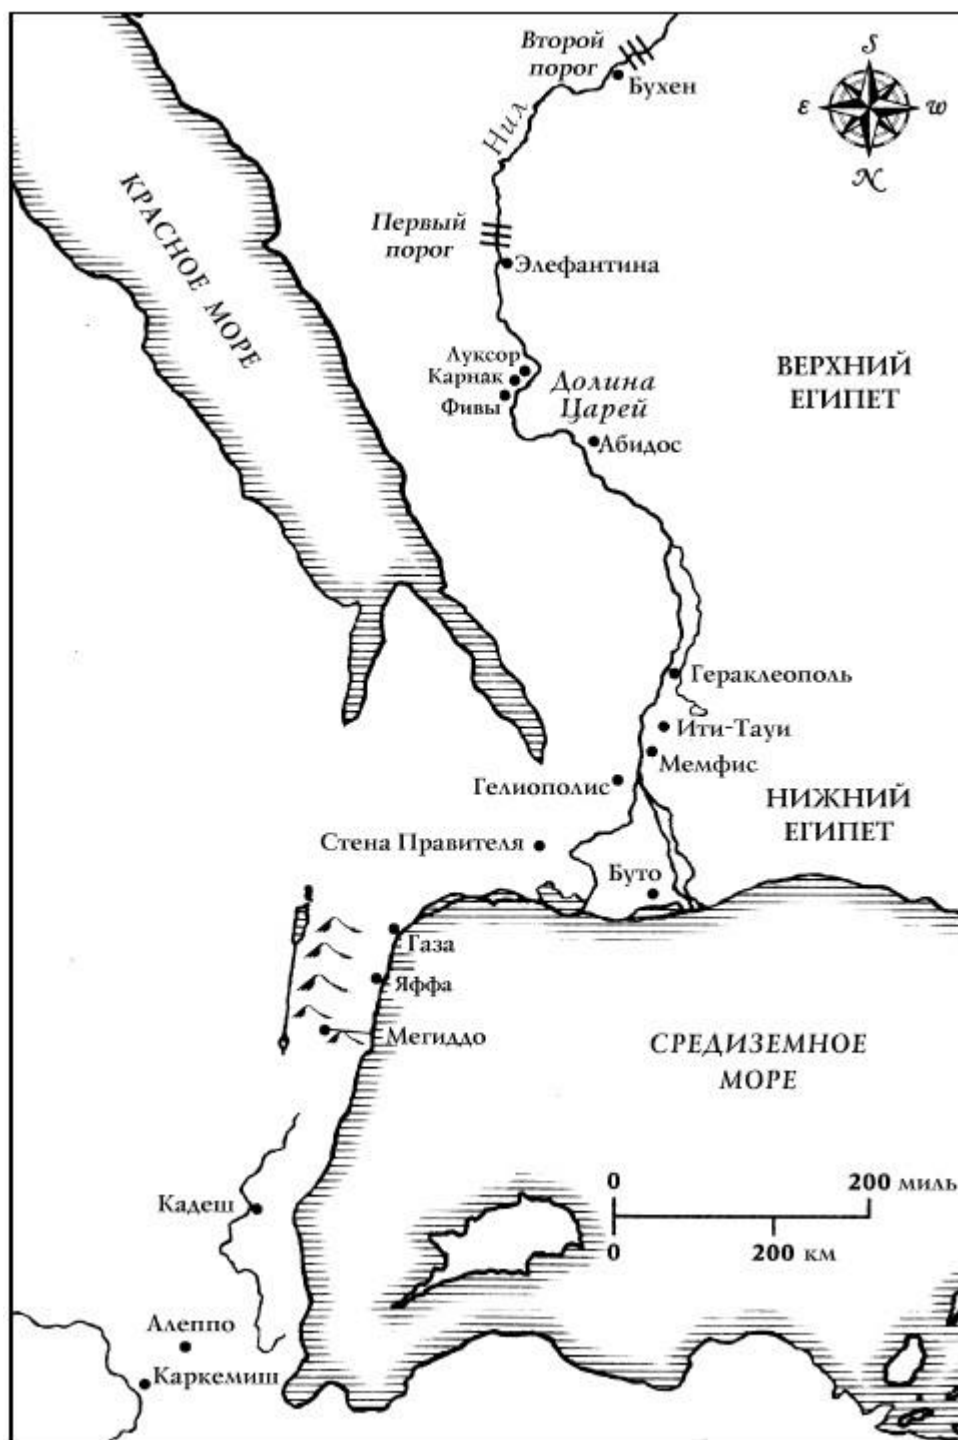 Второй
порог
Бухен
S
E
W
N
Нил
КРАСНОЕ МОРЕ
Первый
порог
Элефантина
Луксор
Карнак
Фивы
Долина
Царей
Абидос
ВЕРХНИЙ
ЕГИПЕТ
Гераклеополь
Ити-Тауи
Мемфис
Гелиополис
НИЖНИЙ
ЕГИПЕТ
Стена Правителя
Буто
Газа
Яффа
Мегиддо
СРЕДИЗЕМНОЕ
МОРЕ
Кадеш
0
200 миль
0
200 км
Алеппо
Каркемиш